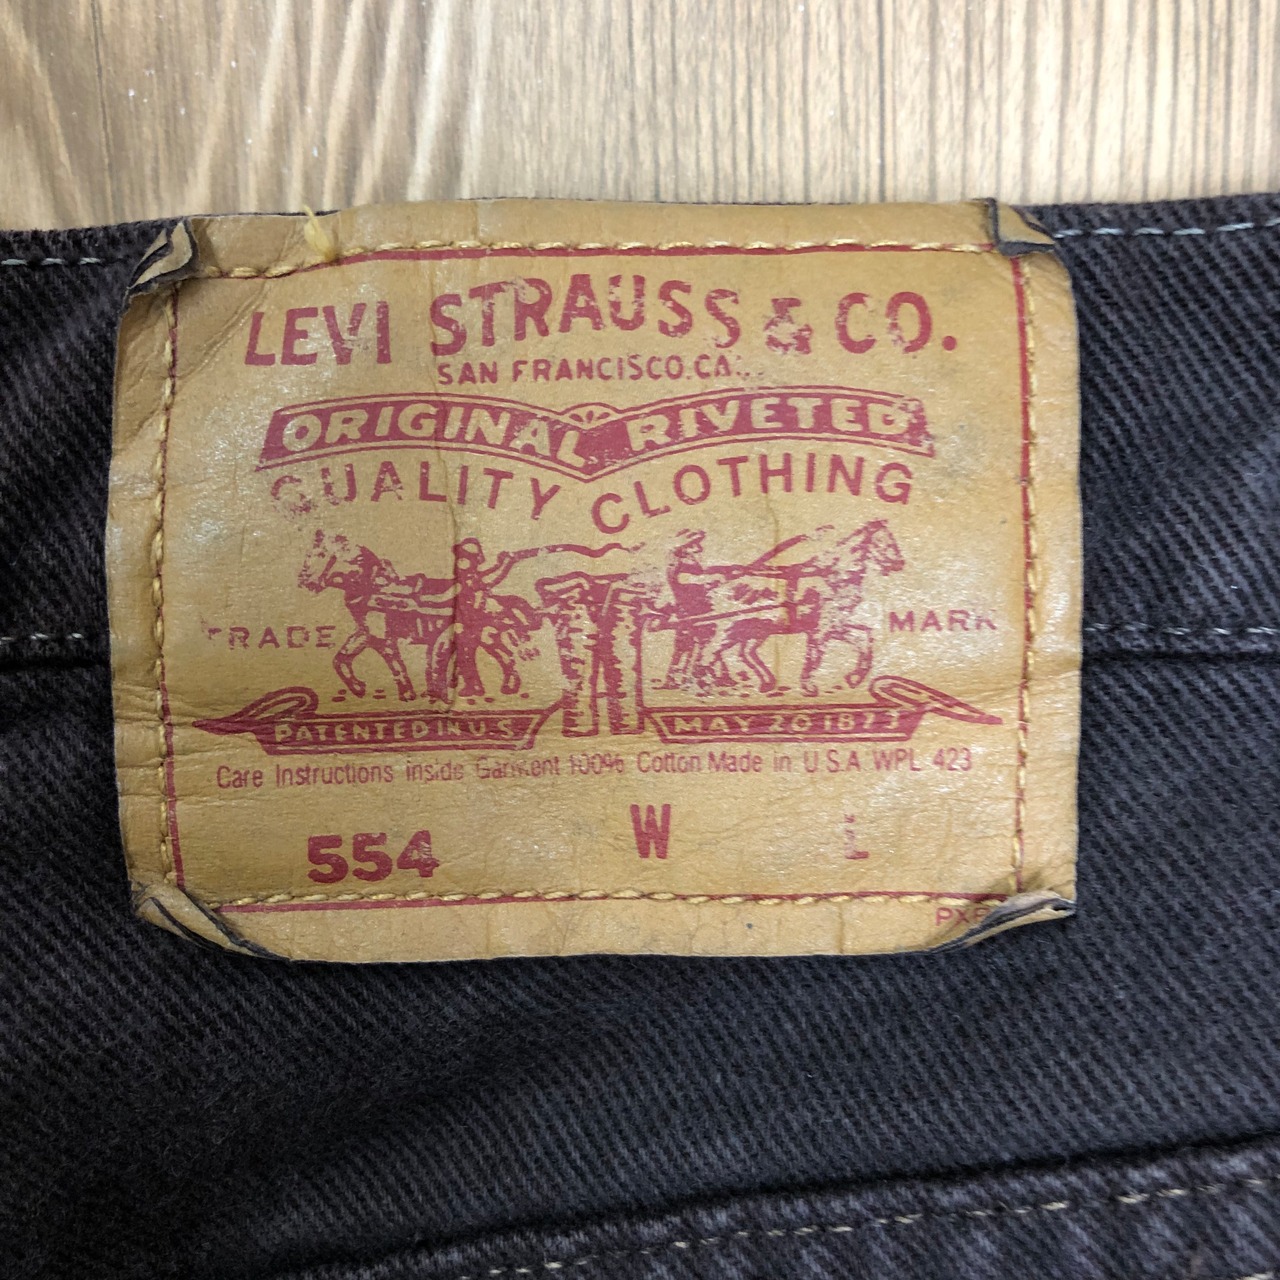 LEVI STRAUSS & CO.
SAN FRANCISCO.CA.
ORIGINAL RIVETED
QUALITY CLOTHING
TRADE MARK
PATENTED IN U.S MAY 20 1873
Care Instructions inside Garment 100% Cotton Made in U.S.A WPL 423
554 W L